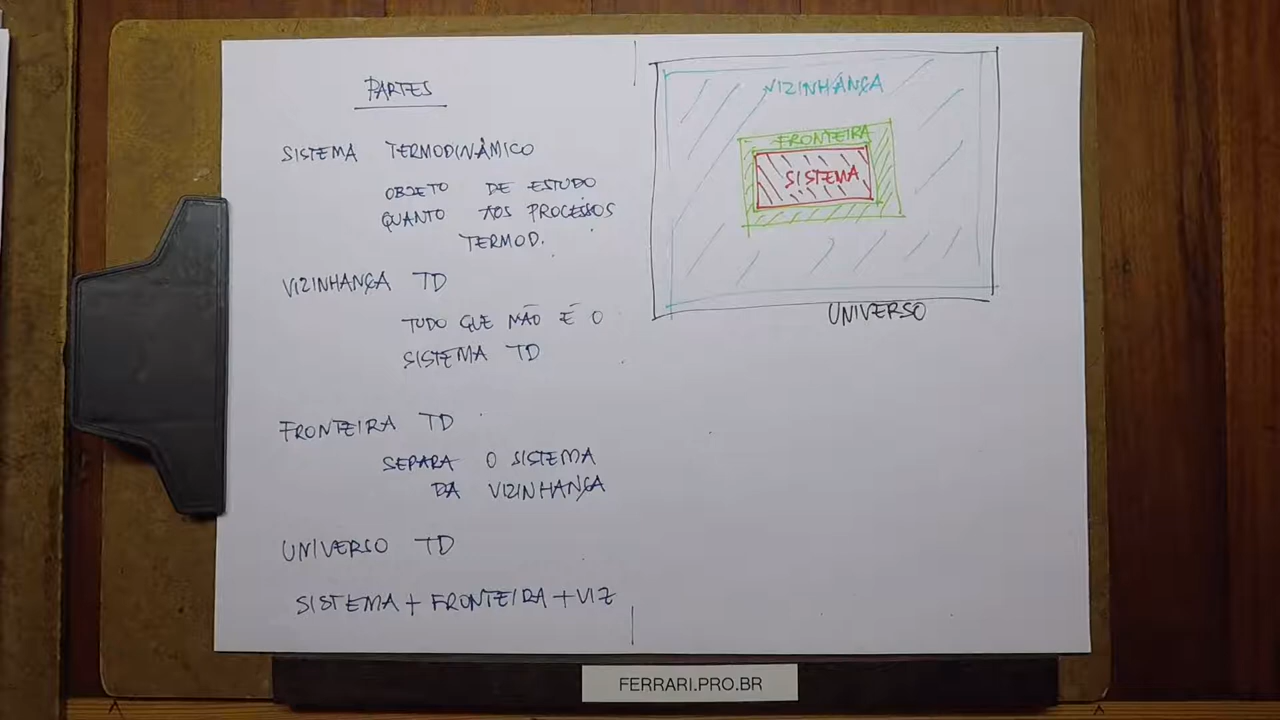 PARTES
SISTEMA TERMODINÂMICO
OBJETO DE ESTUDO
QUANTO AOS PROCESSOS
TERMOD.
VIZINHANÇA TD
TUDO QUE NÃO É O
SISTEMA TD
FRONTEIRA TD
SEPARA O SISTEMA
DA VIZINHANÇA
UNIVERSO TD
SISTEMA + FRONTEIRA + VIZ
VIZINHANÇA
FRONTEIRA
SISTEMA
UNIVERSO
FERRARI.PRO.BR